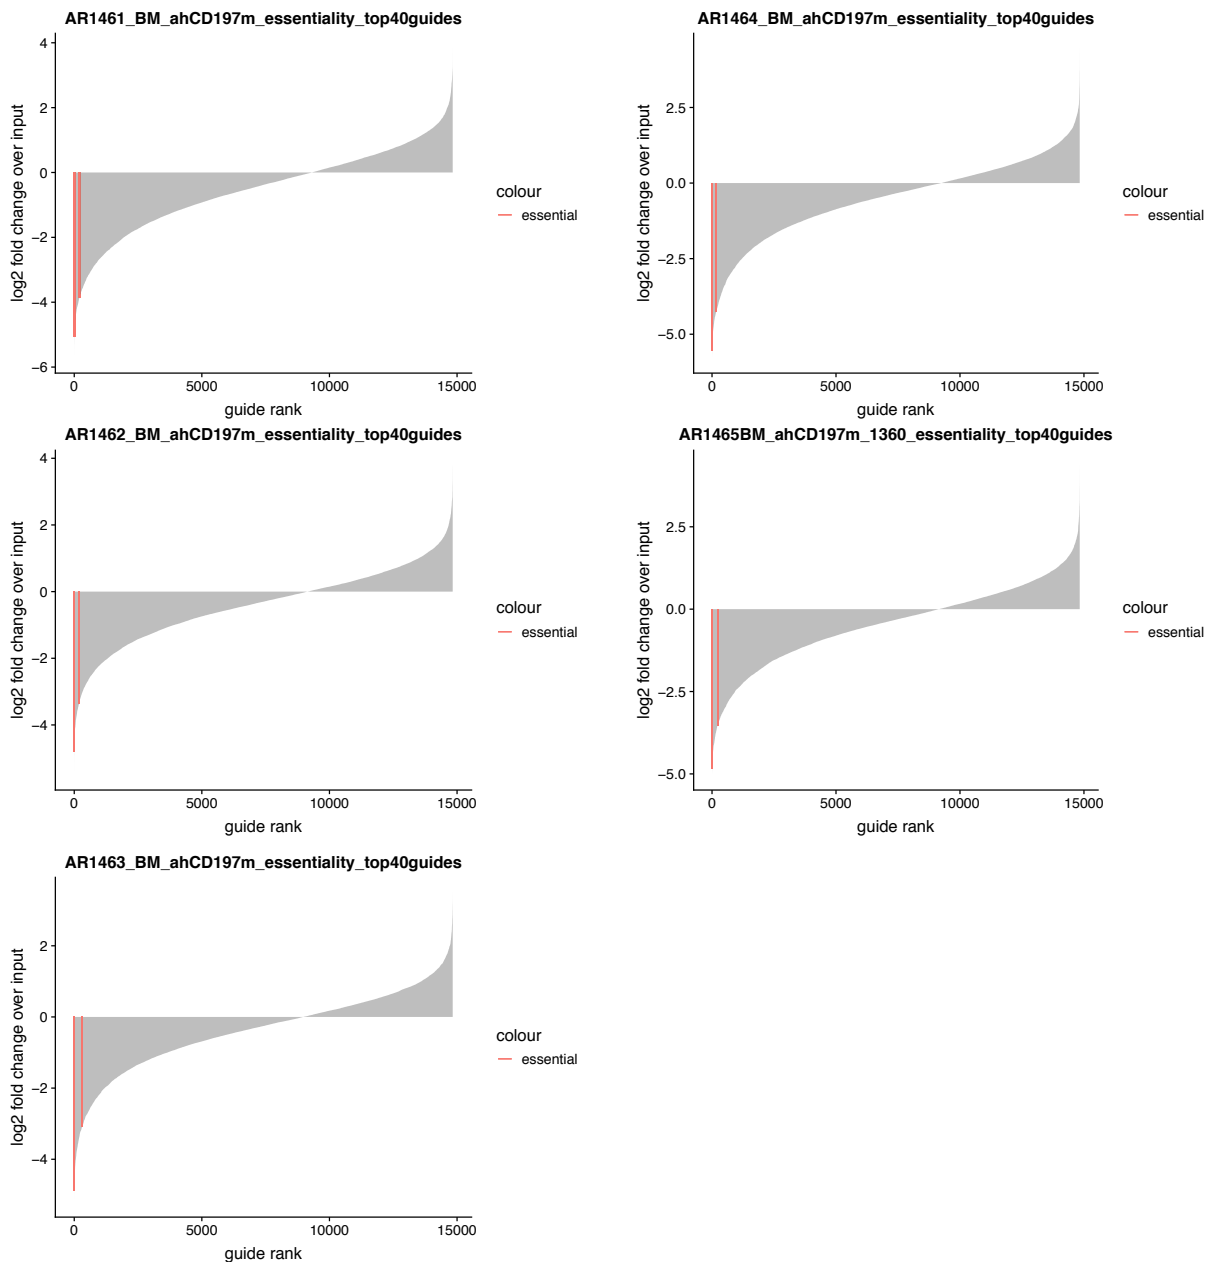 AR1461_BM_ahCD197m_essentiality_top40guides
4
2
0
−2
−4
−6
log2 fold change over input
0 5000 10000 15000
guide rank
colour
essential
AR1464_BM_ahCD197m_essentiality_top40guides
2.5
0.0
−2.5
−5.0
log2 fold change over input
0 5000 10000 15000
guide rank
colour
essential
AR1462_BM_ahCD197m_essentiality_top40guides
4
2
0
−2
−4
log2 fold change over input
0 5000 10000 15000
guide rank
colour
essential
AR1465BM_ahCD197m_1360_essentiality_top40guides
2.5
0.0
−2.5
−5.0
log2 fold change over input
0 5000 10000 15000
guide rank
colour
essential
AR1463_BM_ahCD197m_essentiality_top40guides
2
0
−2
−4
log2 fold change over input
0 5000 10000 15000
guide rank
colour
essential